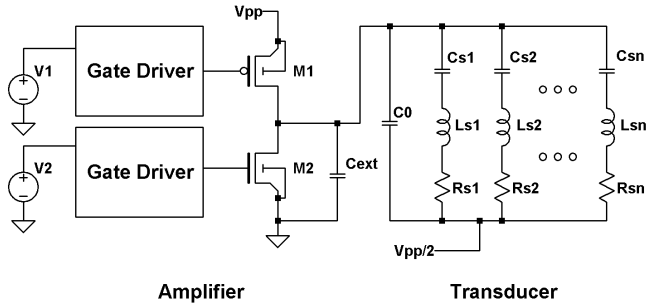 Vpp
V1
Gate Driver
M1
V2
Gate Driver
M2
Cext
C0
Cs1
Cs2
Csn
Ls1
Ls2
Lsn
Rs1
Rs2
Rsn
Vpp/2
Amplifier
Transducer